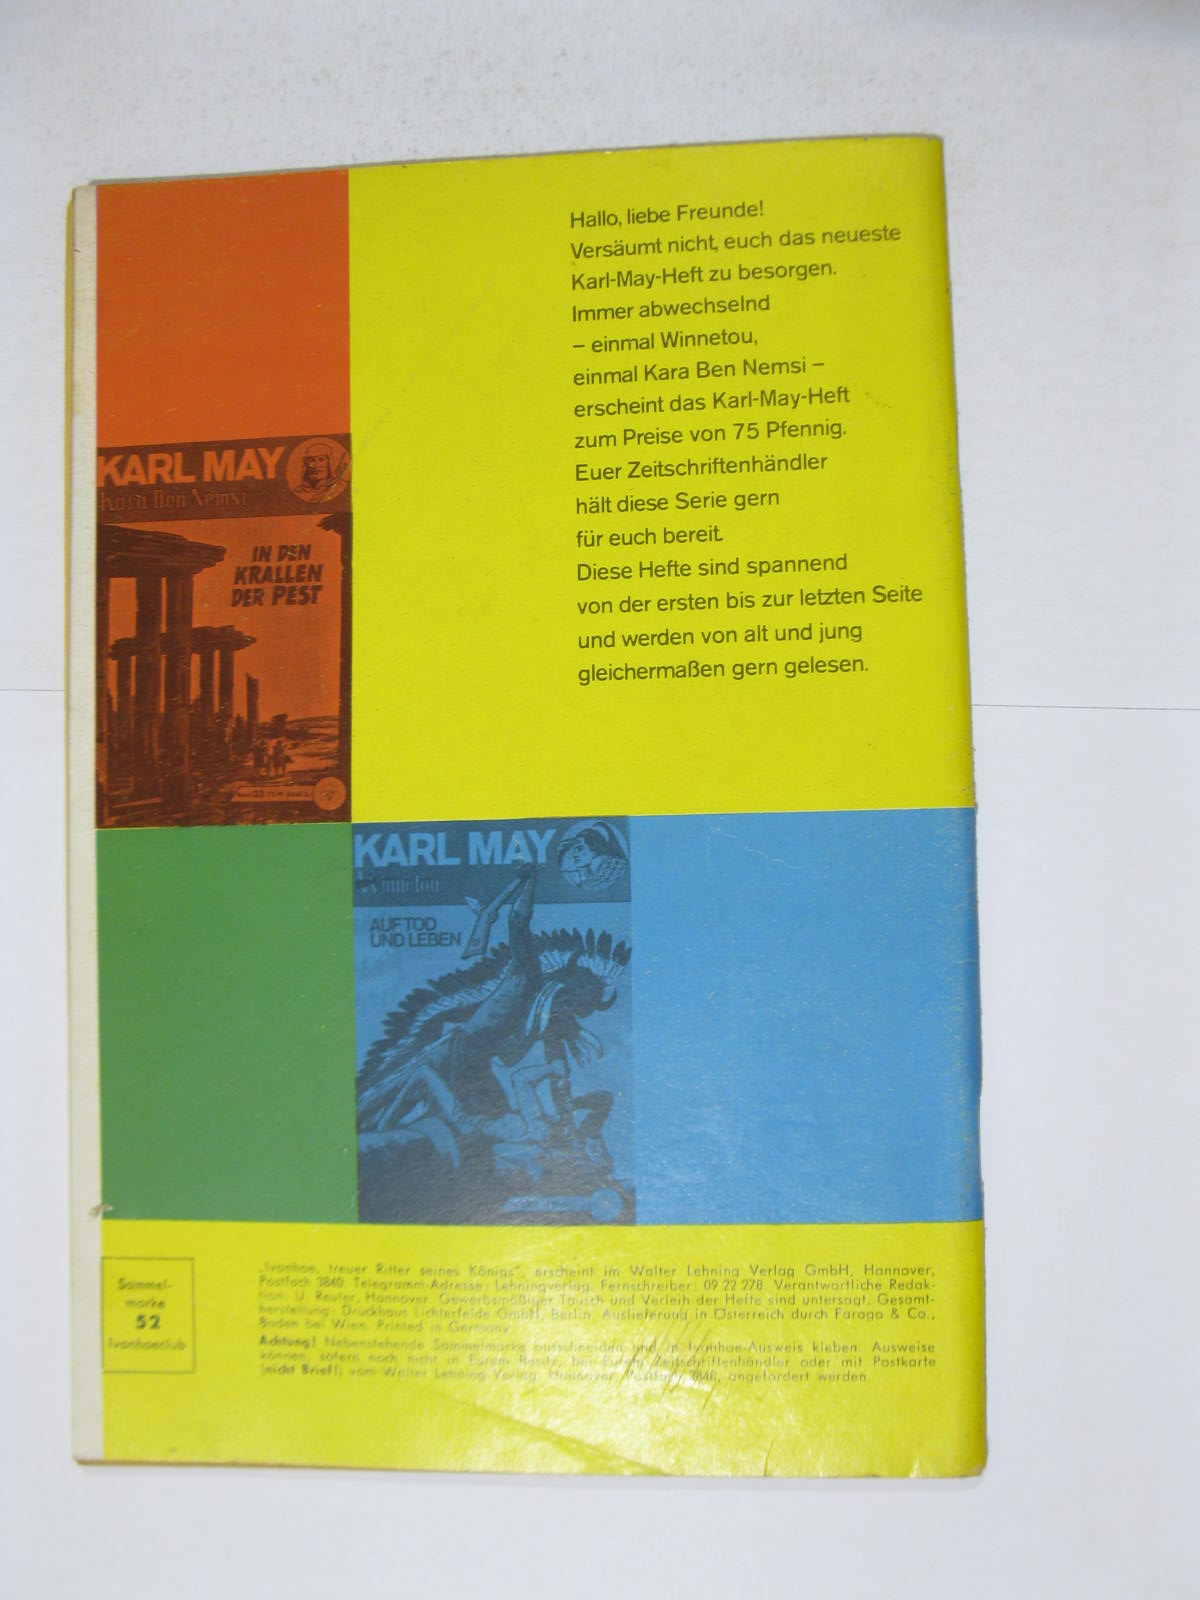 Hallo, liebe Freunde!
Versäumt nicht, euch das neueste
Karl-May-Heft zu besorgen.
Immer abwechselnd
– einmal Winnetou,
einmal Kara Ben Nemsi –
erscheint das Karl-May-Heft
zum Preise von 75 Pfennig.
Euer Zeitschriftenhändler
hält diese Serie gern
für euch bereit.
Diese Hefte sind spannend
von der ersten bis zur letzten Seite
und werden von alt und jung
gleichermaßen gern gelesen.
KARL MAY
Kara Ben Nemsi
IN DEN
KRALLEN
DER PEST
KARL MAY
Winnetou
AUF TOD
UND LEBEN
Sammel-
marke
52
Ivanhoeclub
„Ivanhoe, treuer Ritter seines Königs", erscheint im Walter Lehning Verlag GmbH, Hannover,
Postfach 3840. Telegramm-Adresse: Lehningverlag. Fernschreiber: 09 22 278. Verantwortliche Redak-
tion: U. Reuter, Hannover. Gewerbsmäßiger Tausch und Verleih der Hefte sind untersagt. Gesamt-
herstellung: Druckhaus Lichterfelde GmbH, Berlin. Auslieferung in Österreich durch Farago & Co.,
Baden bei Wien. Printed in Germany
Achtung! Nebenstehende Sammelmarke ausschneiden und in Ivanhoe-Ausweis kleben. Ausweise
können, sofern noch nicht in Eurem Besitz, bei Eurem Zeitschriftenhändler oder mit Postkarte
(nicht Brief!) vom Walter Lehning Verlag, Hannover, Postfach 3840, angefordert werden.